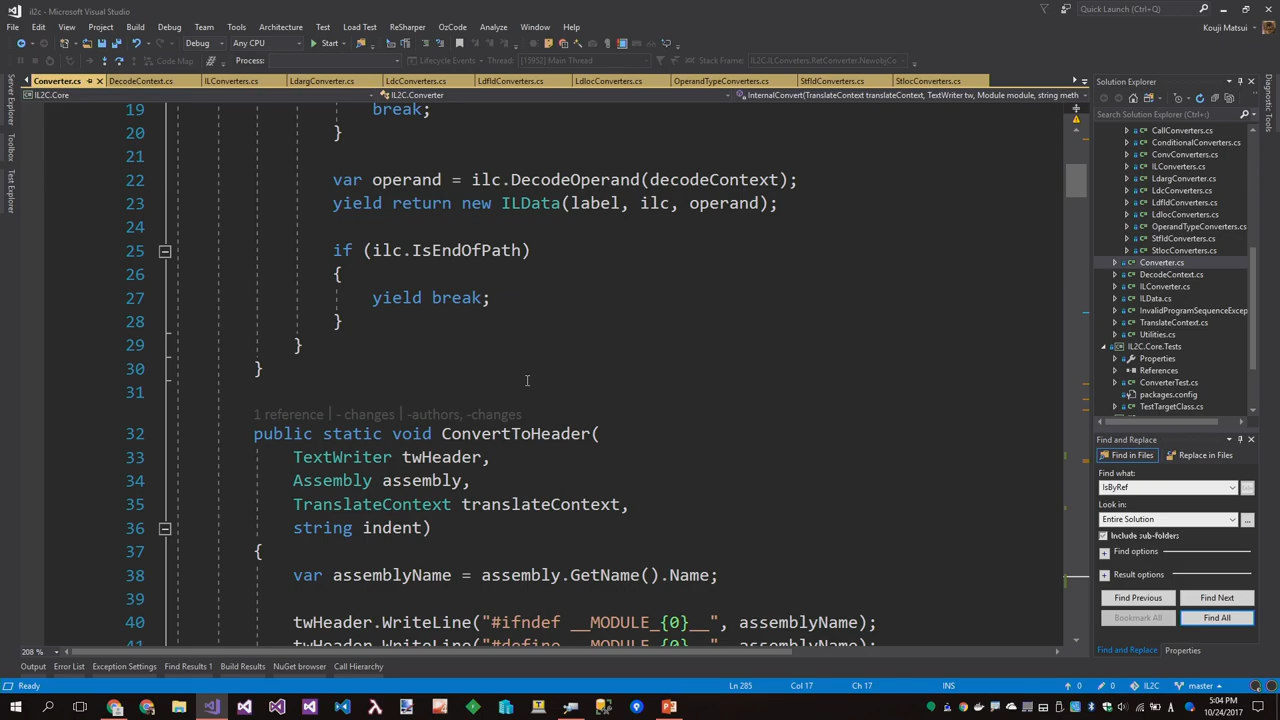 il2c - Microsoft Visual Studio
Quick Launch (Ctrl+Q)
File Edit View Project Build Debug Team Tools Architecture Test Load Test ReSharper OzCode Analyze Window Help
Kouji Matsui
Debug Any CPU Start
Code Map Process: [15952] Main Thread Lifecycle Events Thread: Stack Frame: IL2C.ILConveters.RetConverter.NewobjCo
Converter.cs DecodeContext.cs ILConverters.cs LdargConverter.cs LdcConverters.cs LdfldConverters.cs LdlocConverters.cs OperandTypeConverters.cs StfldConverters.cs StlocConverters.cs
IL2C.Core IL2C.Converter InternalConvert(TranslateContext translateContext, TextWriter tw, Module module, string meth
Server Explorer
Toolbox
Test Explorer
19 break;
20 }
21
22 var operand = ilc.DecodeOperand(decodeContext);
23 yield return new ILData(label, ilc, operand);
24
25 if (ilc.IsEndOfPath)
26 {
27 yield break;
28 }
29 }
30 }
31
1 reference | - changes | -authors, -changes
32 public static void ConvertToHeader(
33 TextWriter twHeader,
34 Assembly assembly,
35 TranslateContext translateContext,
36 string indent)
37 {
38 var assemblyName = assembly.GetName().Name;
39
40 twHeader.WriteLine("#ifndef __MODULE_{0}__", assemblyName);
41 twHeader.WriteLine("#define __MODULE_{0}__", assemblyName);
208 %
Solution Explorer
Search Solution Explorer (Ctrl+;)
CallConverters.cs
ConditionalConverters.cs
ConvConverters.cs
ILConverters.cs
LdargConverter.cs
LdcConverters.cs
LdfldConverters.cs
LdlocConverters.cs
OperandTypeConverters.cs
StfldConverters.cs
StlocConverters.cs
Converter.cs
DecodeContext.cs
ILConverter.cs
ILData.cs
InvalidProgramSequenceExcep
TranslateContext.cs
Utilities.cs
IL2C.Core.Tests
Properties
References
ConverterTest.cs
packages.config
TestTargetClass.cs
Find and Replace
Find in Files Replace in Files
Find what:
IsByRef
Look in:
Entire Solution ...
Include sub-folders
Find options
Result options
Find Previous Find Next
Bookmark All Find All
Find and Replace Properties
Diagnostic Tools
Output Error List Exception Settings Find Results 1 Build Results NuGet browser Call Hierarchy
Ready Ln 285 Col 17 Ch 17 INS 0 0 IL2C master
5:04 PM
10/24/2017